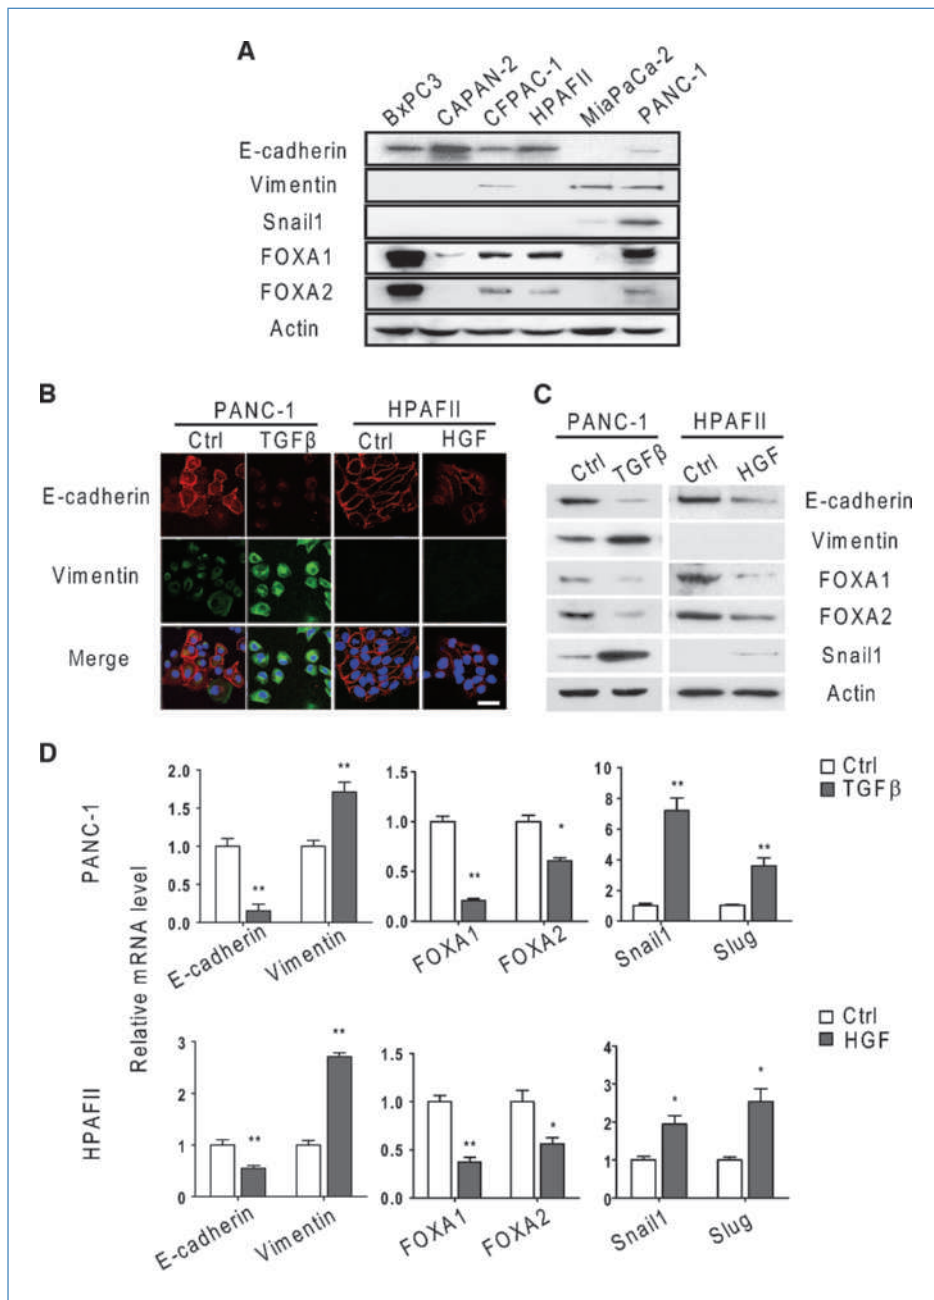 A
BxPC3 CAPAN-2 CFPAC-1 HPAFII MiaPaCa-2 PANC-1
E-cadherin
Vimentin
Snail1
FOXA1
FOXA2
Actin
B
PANC-1 HPAFII
Ctrl TGFβ Ctrl HGF
E-cadherin
Vimentin
Merge
C
PANC-1 HPAFII
Ctrl TGFβ Ctrl HGF
E-cadherin
Vimentin
FOXA1
FOXA2
Snail1
Actin
D
PANC-1
Relative mRNA level
2.0
1.5
1.0
0.5
0.0
** **
E-cadherin Vimentin
1.5
1.0
0.5
0.0
** *
FOXA1 FOXA2
10
8
6
4
2
0
** **
Snail1 Slug
Ctrl
TGFβ
HPAFII
3
2
1
0
** **
E-cadherin Vimentin
1.5
1.0
0.5
0.0
** *
FOXA1 FOXA2
4
3
2
1
0
* *
Snail1 Slug
Ctrl
HGF